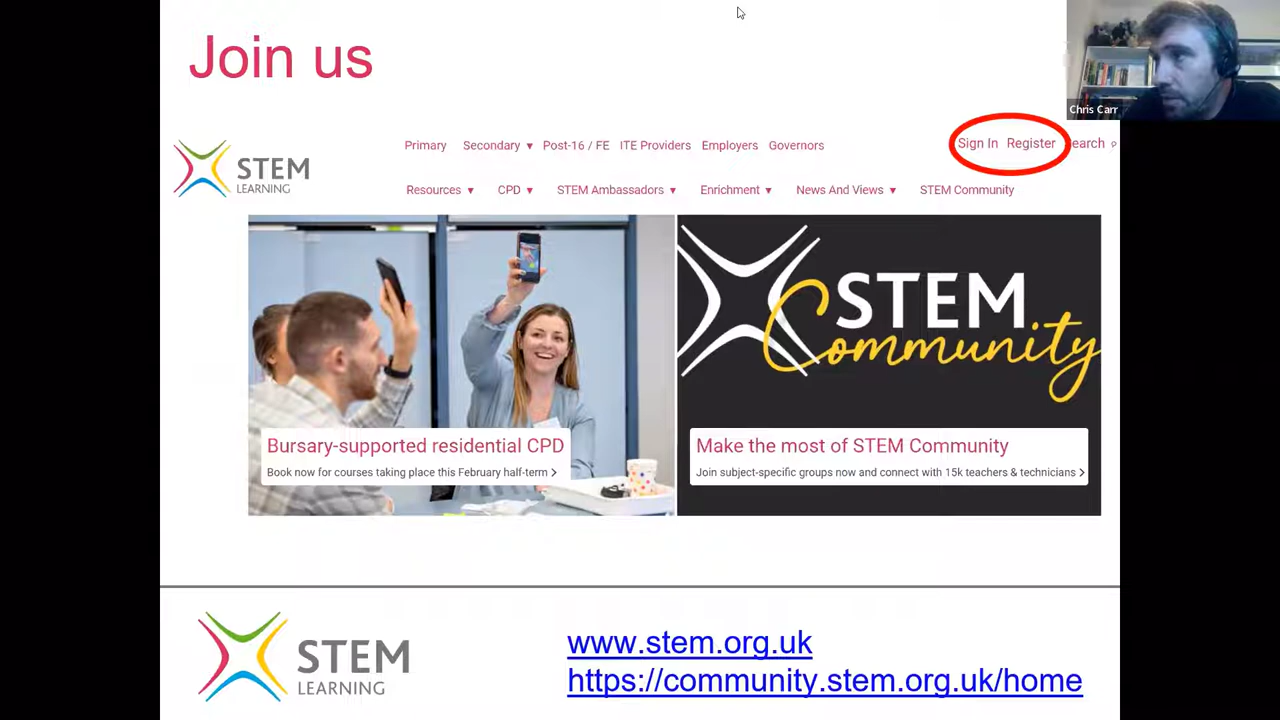 Join us
Chris Carr
STEM
LEARNING
Primary Secondary ▼ Post-16 / FE ITE Providers Employers Governors
Sign In Register earch
Resources ▼ CPD ▼ STEM Ambassadors ▼ Enrichment ▼ News And Views ▼ STEM Community
STEM
Community
Bursary-supported residential CPD
Book now for courses taking place this February half-term >
Make the most of STEM Community
Join subject-specific groups now and connect with 15k teachers & technicians >
STEM
LEARNING
www.stem.org.uk
https://community.stem.org.uk/home